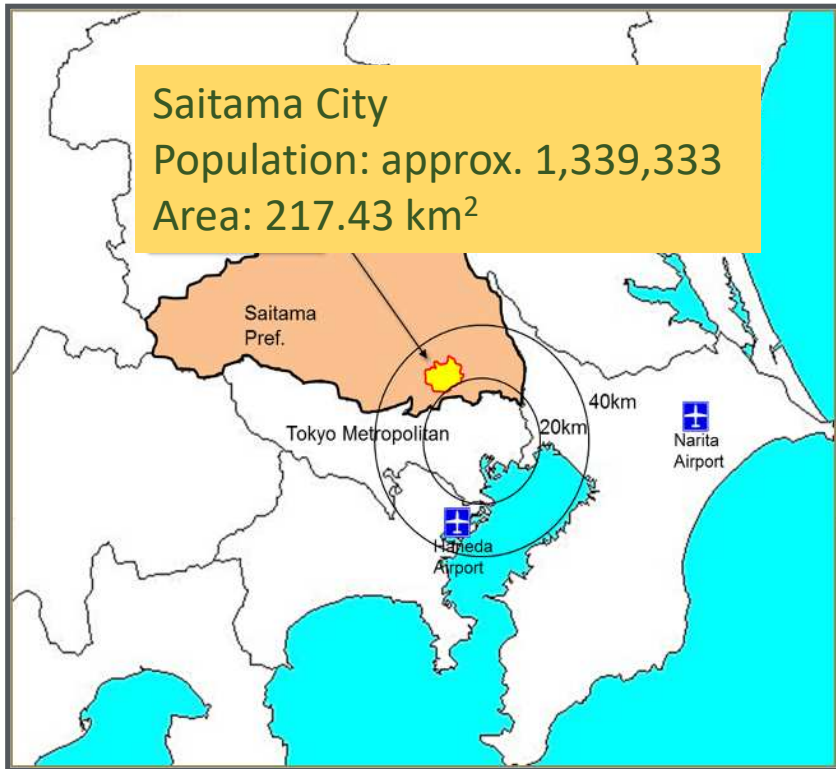 Saitama City
Population: approx. 1,339,333
Area: 217.43 km²
Saitama
Pref.
40km
20km
Tokyo Metropolitan
Narita
Airport
Haneda
Airport